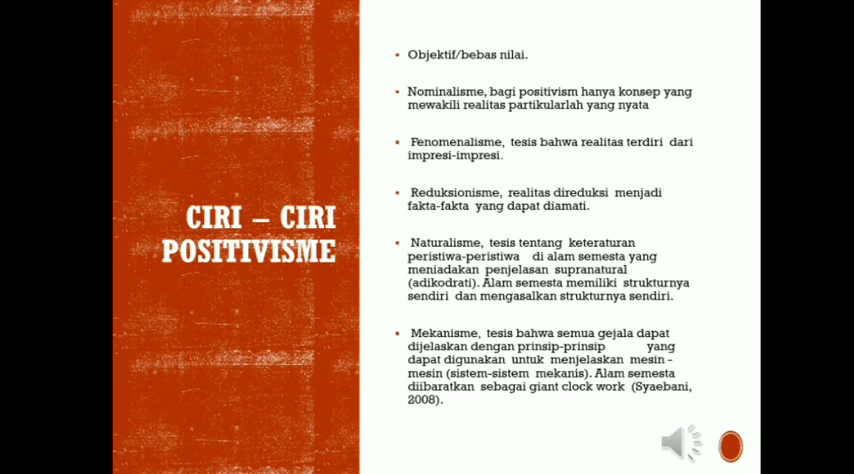 CIRI – CIRI
POSITIVISME
• Objektif/bebas nilai.
• Nominalisme, bagi positivism hanya konsep yang
mewakili realitas partikularlah yang nyata
• Fenomenalisme, tesis bahwa realitas terdiri dari
impresi-impresi.
• Reduksionisme, realitas direduksi menjadi
fakta-fakta yang dapat diamati.
• Naturalisme, tesis tentang keteraturan
peristiwa-peristiwa di alam semesta yang
meniadakan penjelasan supranatural
(adikodrati). Alam semesta memiliki strukturnya
sendiri dan mengasalkan strukturnya sendiri.
• Mekanisme, tesis bahwa semua gejala dapat
dijelaskan dengan prinsip-prinsip yang
dapat digunakan untuk menjelaskan mesin -
mesin (sistem-sistem mekanis). Alam semesta
diibaratkan sebagai giant clock work (Syaebani,
2008).